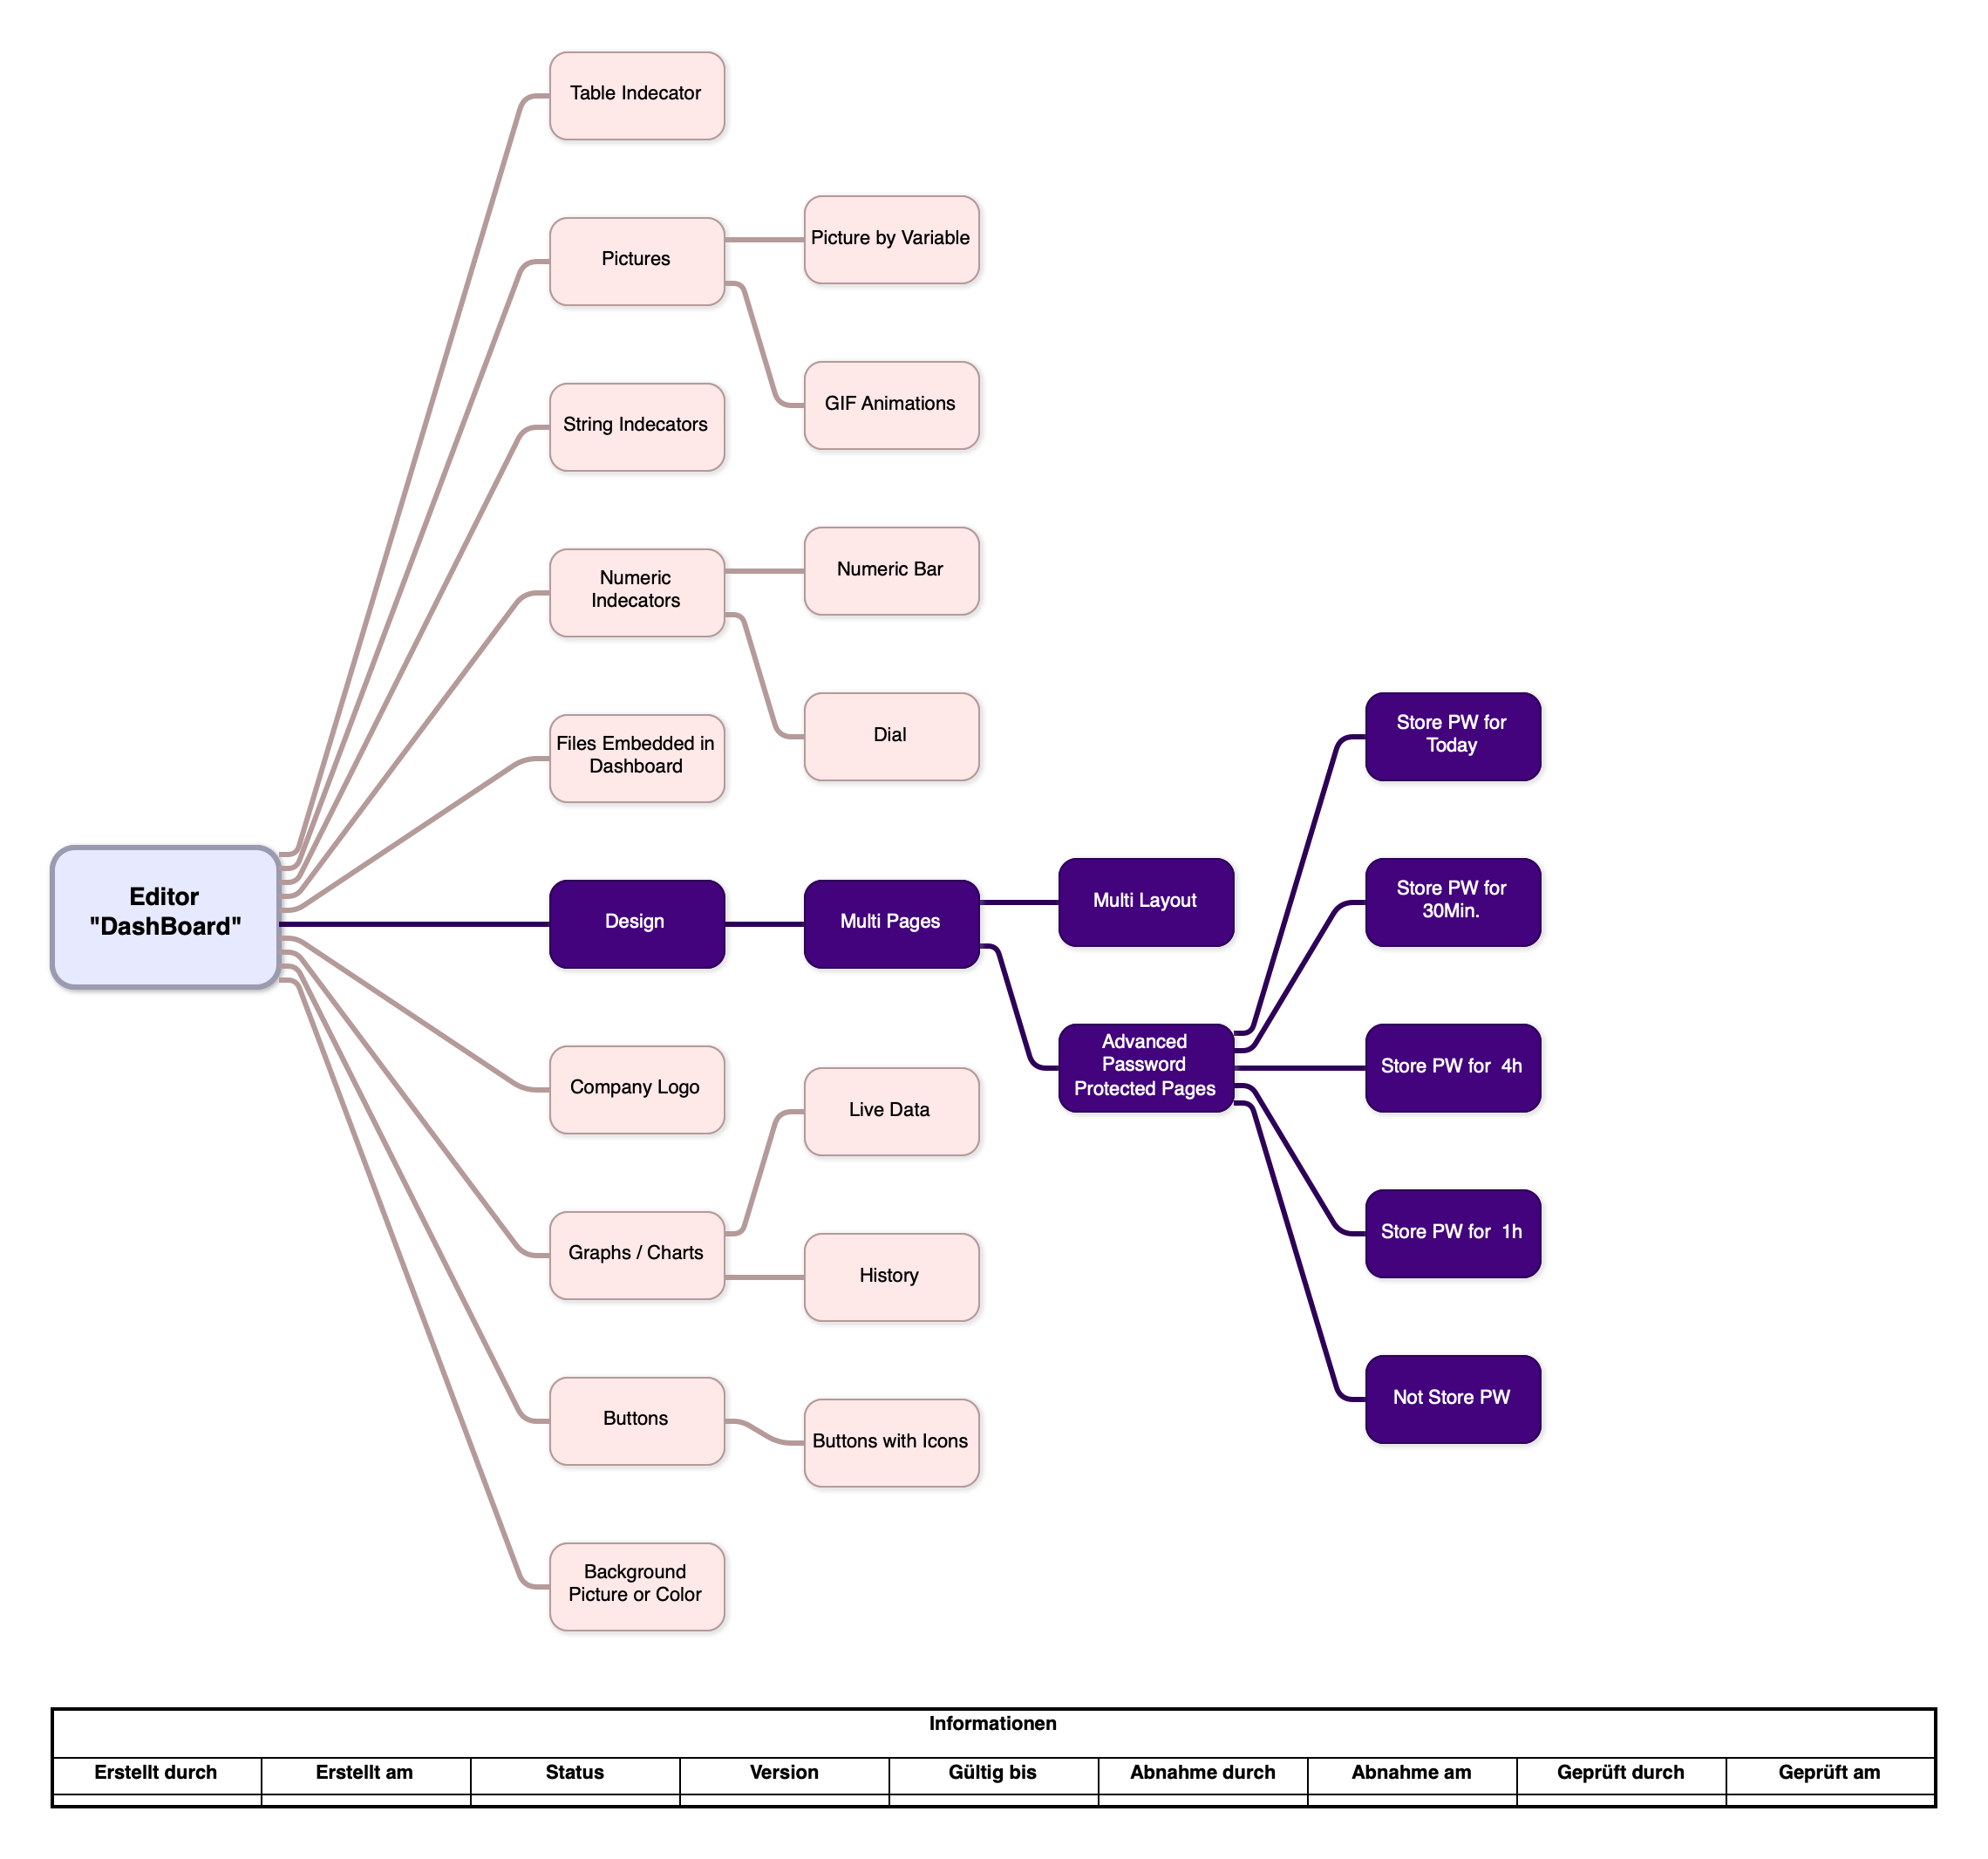 Table Indecator
Picture by Variable
Pictures
GIF Animations
String Indecators
Numeric Bar
Numeric
Indecators
Dial
Store PW for
Today
Files Embedded in
Dashboard
Editor
"DashBoard"
Design
Multi Pages
Multi Layout
Store PW for
30Min.
Advanced
Password
Protected Pages
Store PW for  4h
Company Logo
Live Data
Store PW for  1h
Graphs / Charts
History
Not Store PW
Buttons
Buttons with Icons
Background
Picture or Color
Informationen
Erstellt durch
Erstellt am
Status
Version
Gültig bis
Abnahme durch
Abnahme am
Geprüft durch
Geprüft am